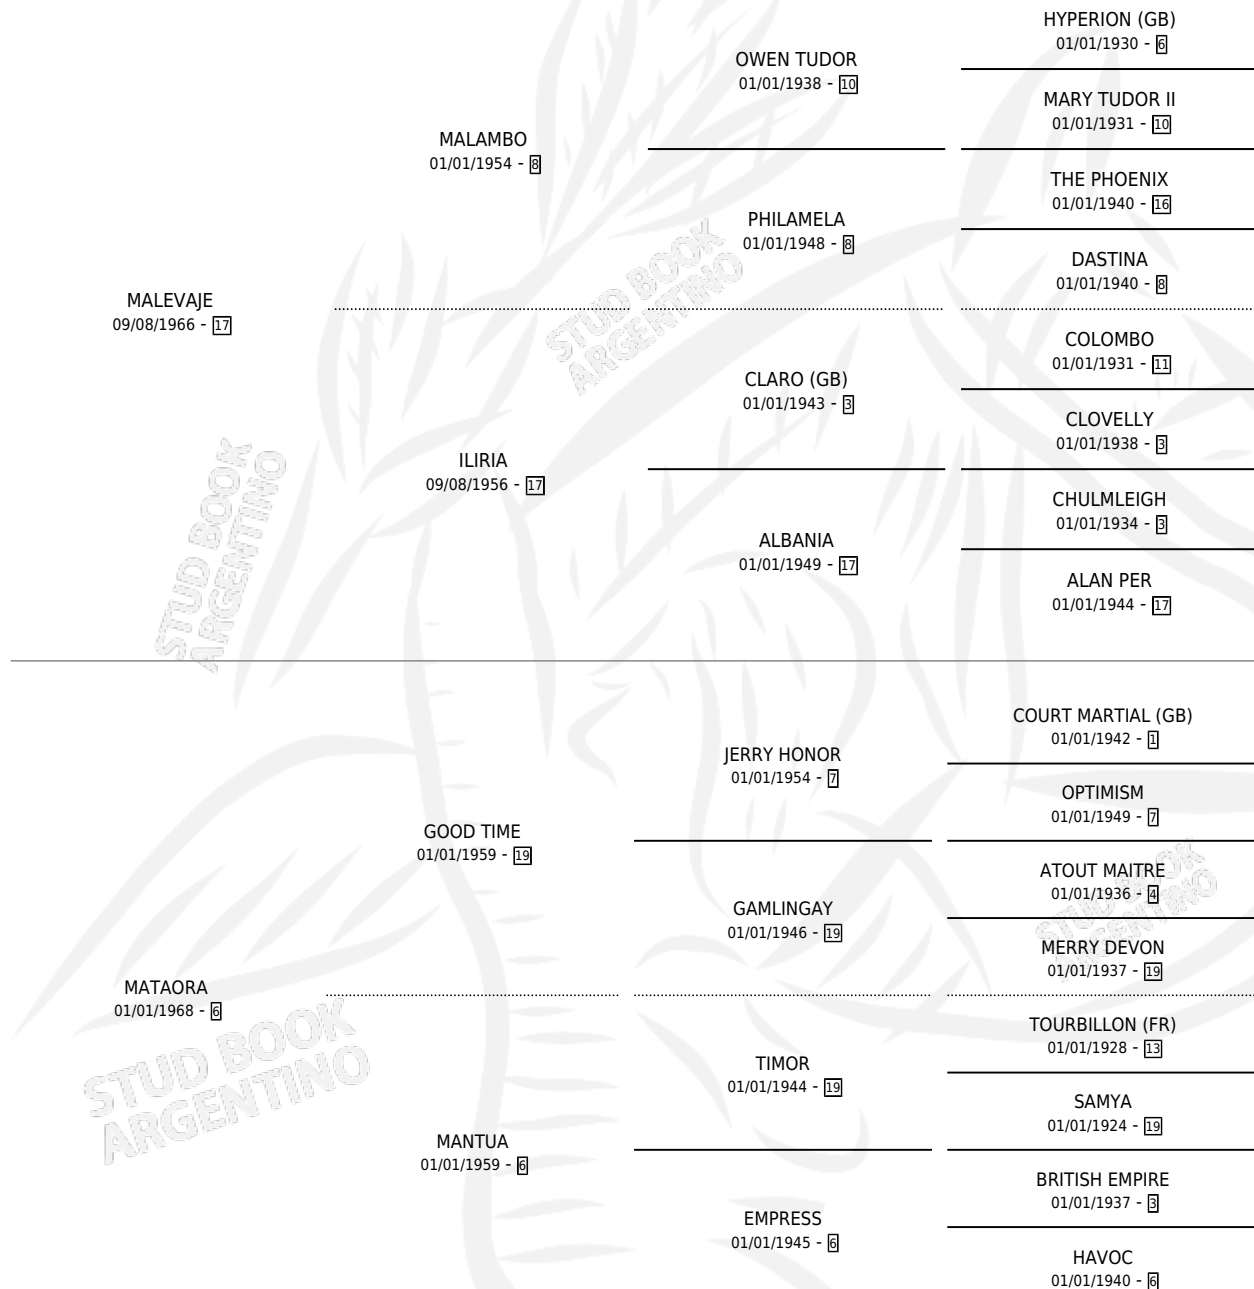 HYPERION (GB)
01/01/1930 - 6
OWEN TUDOR
01/01/1938 - 10
MARY TUDOR II
01/01/1931 - 10
MALAMBO
01/01/1954 - 8
THE PHOENIX
01/01/1940 - 16
PHILAMELA
01/01/1948 - 8
DASTINA
01/01/1940 - 8
MALEVAJE
09/08/1966 - 17
COLOMBO
01/01/1931 - 11
CLARO (GB)
01/01/1943 - 3
CLOVELLY
01/01/1938 - 3
ILIRIA
09/08/1956 - 17
CHULMLEIGH
01/01/1934 - 3
ALBANIA
01/01/1949 - 17
ALAN PER
01/01/1944 - 17
COURT MARTIAL (GB)
01/01/1942 - 1
JERRY HONOR
01/01/1954 - 7
OPTIMISM
01/01/1949 - 7
GOOD TIME
01/01/1959 - 19
ATOUT MAITRE
01/01/1936 - 4
GAMLINGAY
01/01/1946 - 19
MERRY DEVON
01/01/1937 - 19
MATAORA
01/01/1968 - 6
TOURBILLON (FR)
01/01/1928 - 13
TIMOR
01/01/1944 - 19
SAMYA
01/01/1924 - 19
MANTUA
01/01/1959 - 6
BRITISH EMPIRE
01/01/1937 - 3
EMPRESS
01/01/1945 - 6
HAVOC
01/01/1940 - 6
STUD BOOK
ARGENTINO
STUD BOOK
ARGENTINO
STUD BOOK
ARGENTINO
STUD BOOK
ARGENTINO